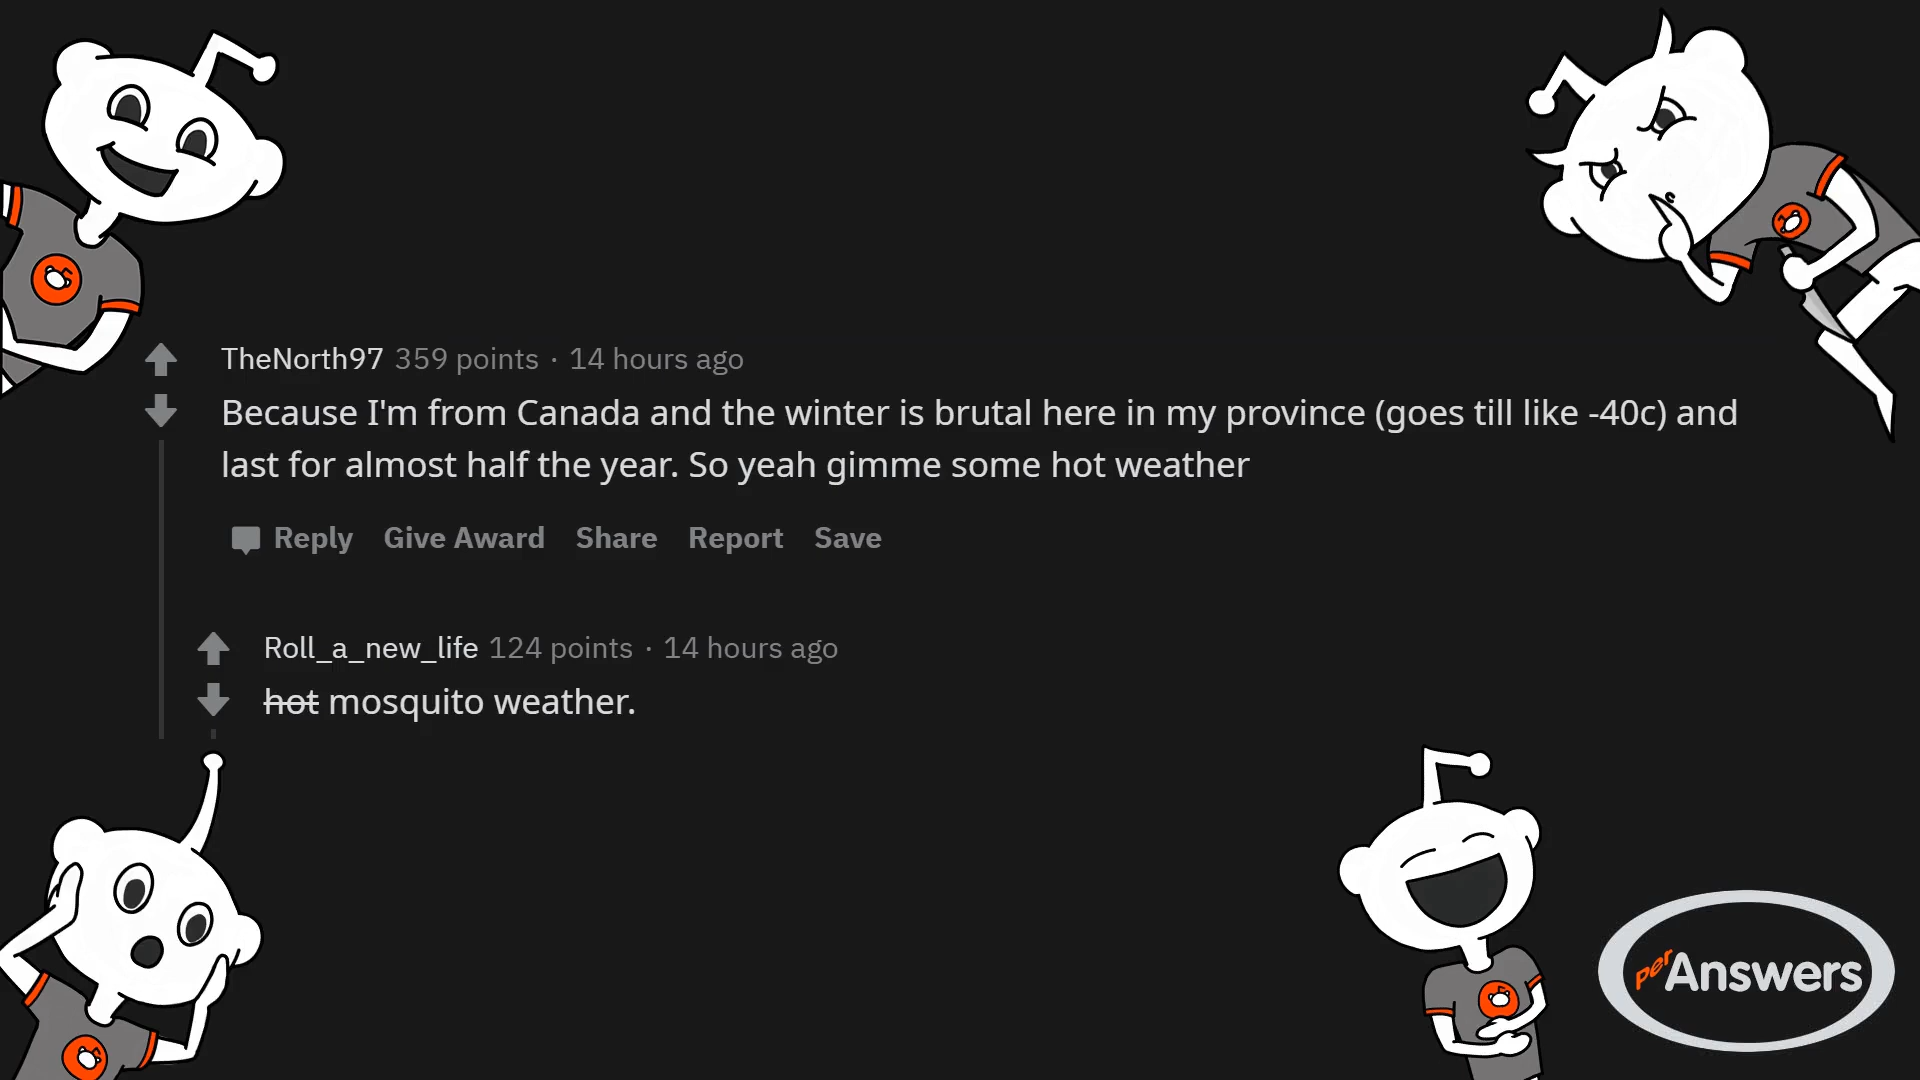 TheNorth97 359 points · 14 hours ago
Because I'm from Canada and the winter is brutal here in my province (goes till like -40c) and
last for almost half the year. So yeah gimme some hot weather
Reply Give Award Share Report Save
Roll_a_new_life 124 points · 14 hours ago
hot mosquito weather.
perAnswers